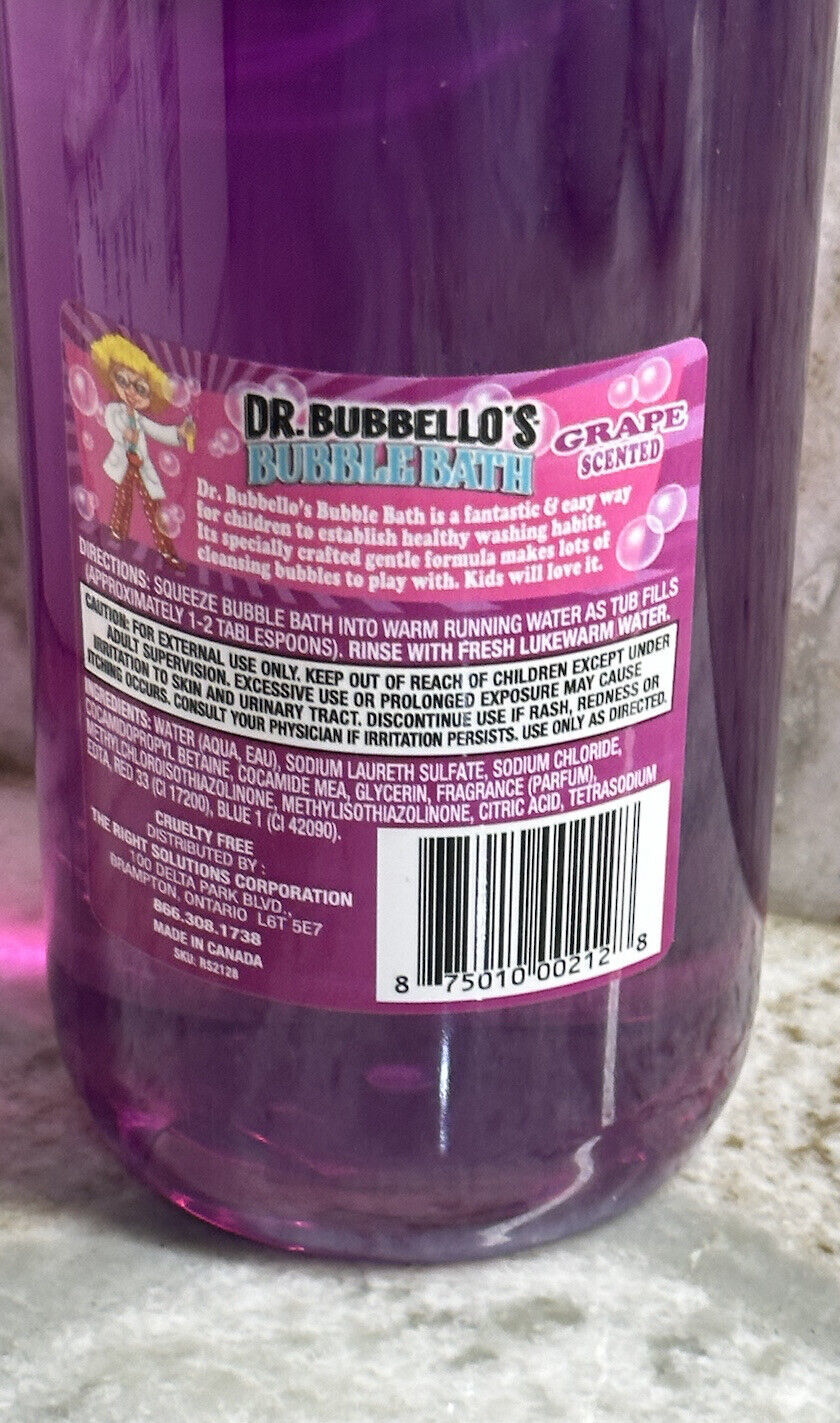 DR. BUBBELLO'S
BUBBLE BATH
GRAPE
SCENTED
Dr. Bubbello's Bubble Bath is a fantastic & easy way
for children to establish healthy washing habits.
Its specially crafted gentle formula makes lots of
cleansing bubbles to play with. Kids will love it.
DIRECTIONS: SQUEEZE BUBBLE BATH INTO WARM RUNNING WATER AS TUB FILLS
(APPROXIMATELY 1-2 TABLESPOONS). RINSE WITH FRESH LUKEWARM WATER.
CAUTION: FOR EXTERNAL USE ONLY. KEEP OUT OF REACH OF CHILDREN EXCEPT UNDER
ADULT SUPERVISION. EXCESSIVE USE OR PROLONGED EXPOSURE MAY CAUSE
IRRITATION TO SKIN AND URINARY TRACT. DISCONTINUE USE IF RASH, REDNESS OR
ITCHING OCCURS. CONSULT YOUR PHYSICIAN IF IRRITATION PERSISTS. USE ONLY AS DIRECTED.
INGREDIENTS: WATER (AQUA, EAU), SODIUM LAURETH SULFATE, SODIUM CHLORIDE,
COCAMIDOPROPYL BETAINE, COCAMIDE MEA, GLYCERIN, FRAGRANCE (PARFUM),
METHYLCHLOROISOTHIAZOLINONE, METHYLISOTHIAZOLINONE, CITRIC ACID, TETRASODIUM
EDTA, RED 33 (CI 17200), BLUE 1 (CI 42090).
CRUELTY FREE
DISTRIBUTED BY :
THE RIGHT SOLUTIONS CORPORATION
100 DELTA PARK BLVD.,
BRAMPTON, ONTARIO L6T 5E7
866.308.1738
MADE IN CANADA
SKU: RS2128
8 75010 00212 8